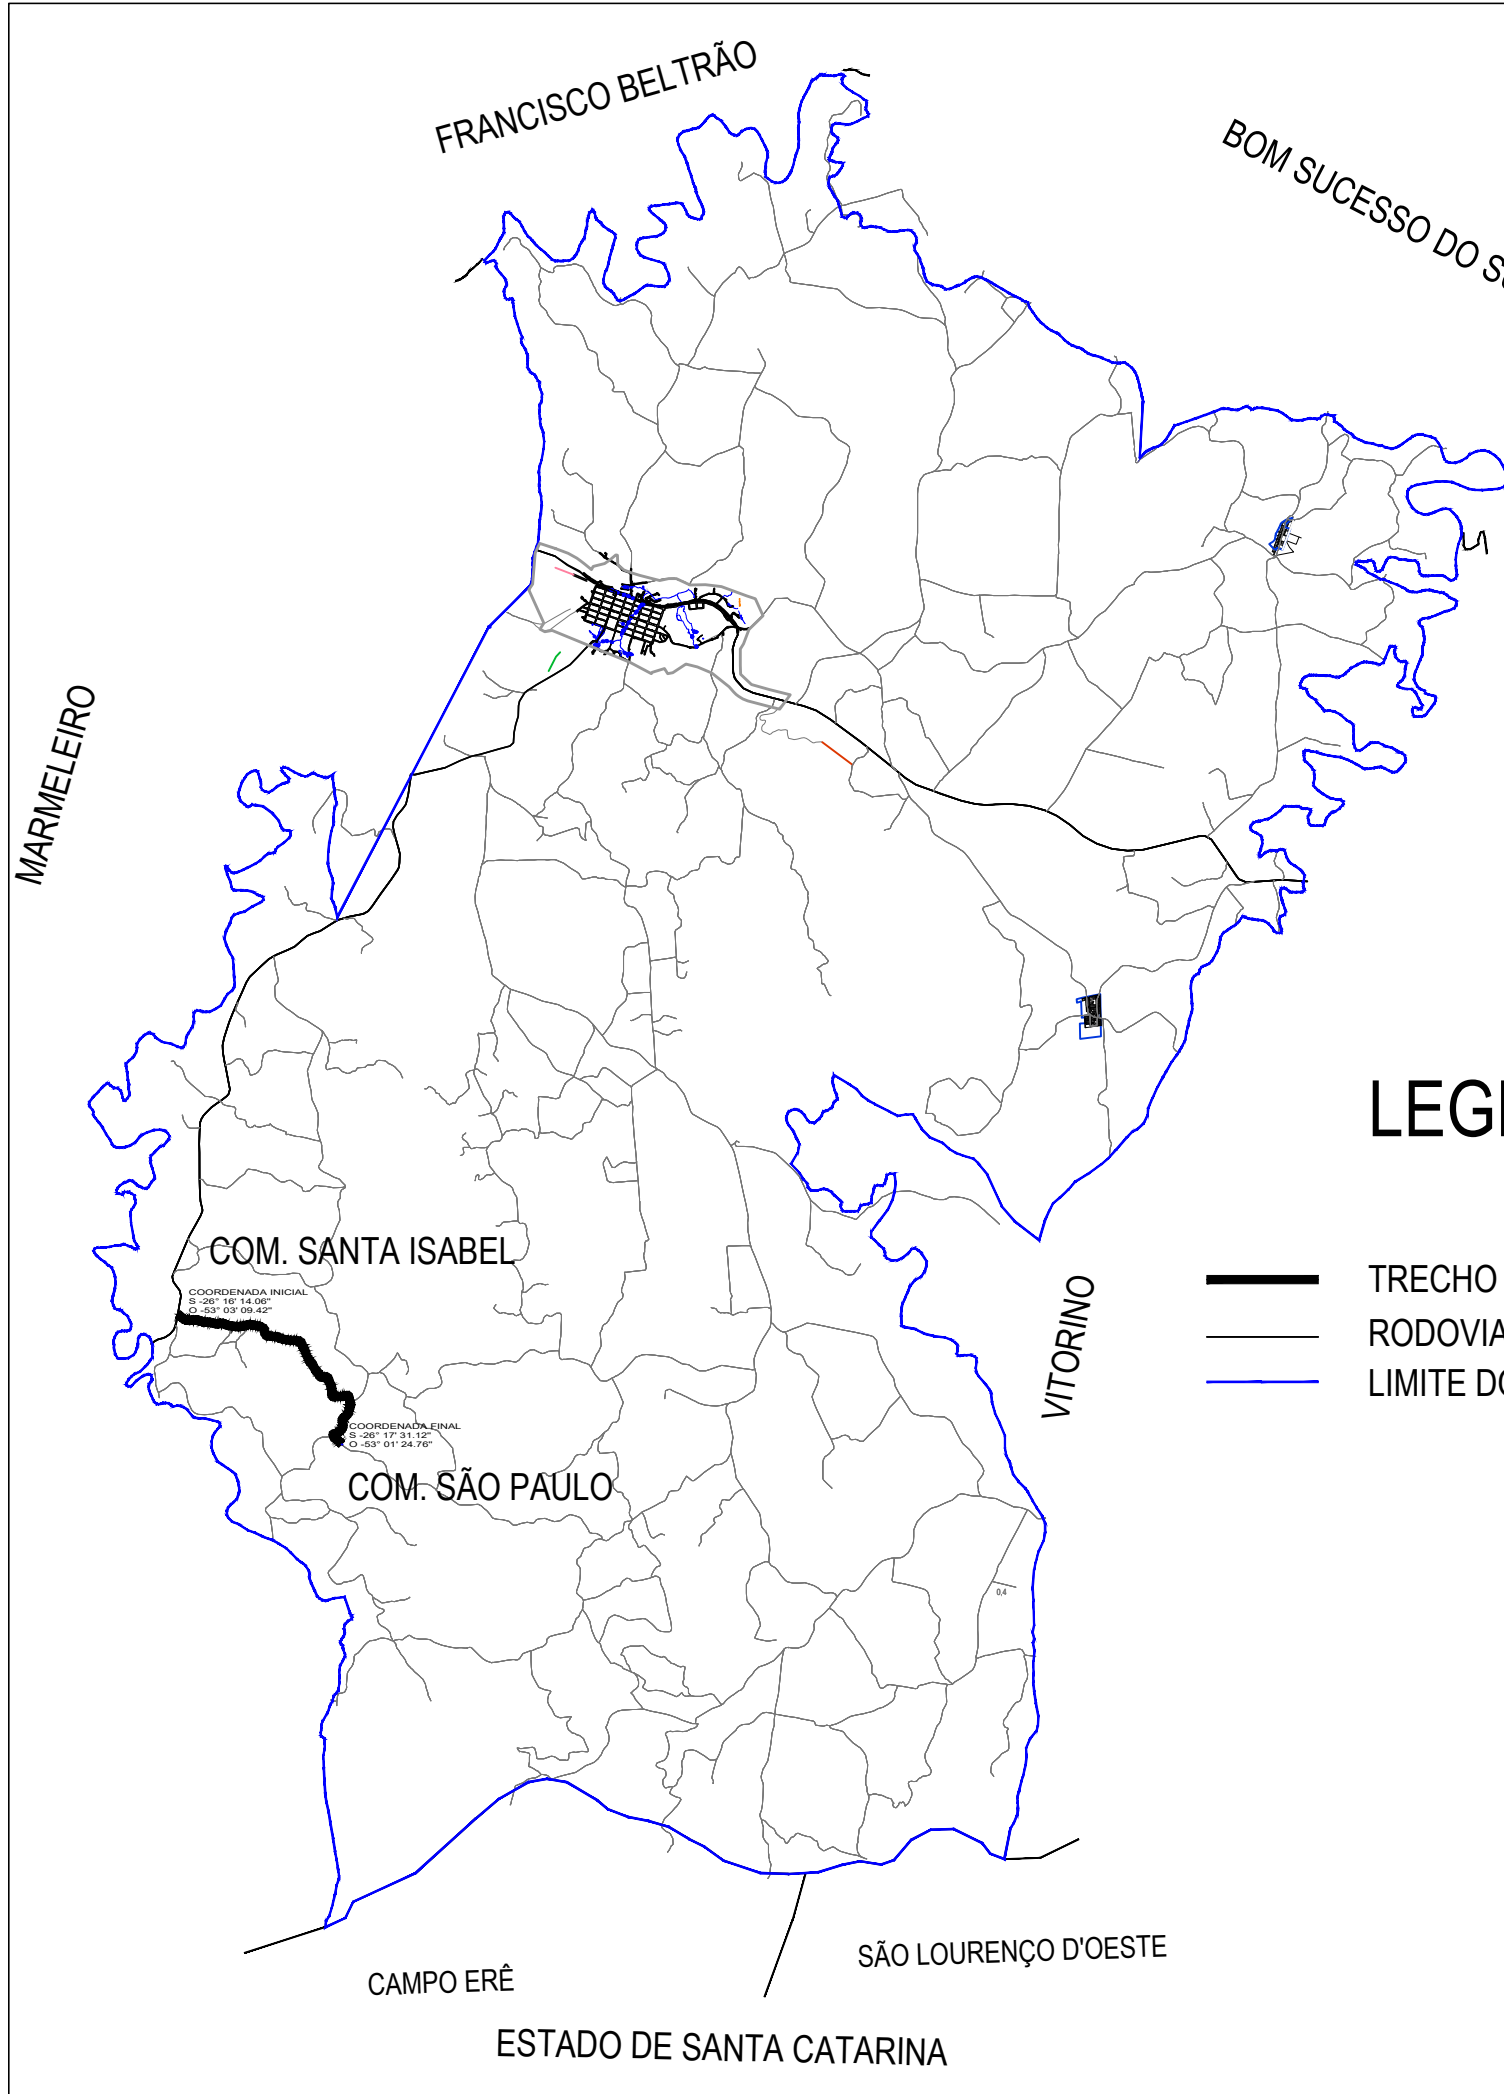 FRANCISCO BELTRÃO
BOM SUCESSO DO
MARMELEIRO
COM. SANTA ISABEL
COORDENADA INICIAL
S -26° 16' 14.06"
O -53° 03' 09.42"
COORDENADA FINAL
S -26° 17' 31.12"
O -53° 01' 24.76"
COM. SÃO PAULO
VITORINO
TRECHO
RODOVIA
LIMITE
0,4
CAMPO ERÊ
SÃO LOURENÇO D'OESTE
ESTADO DE SANTA CATARINA